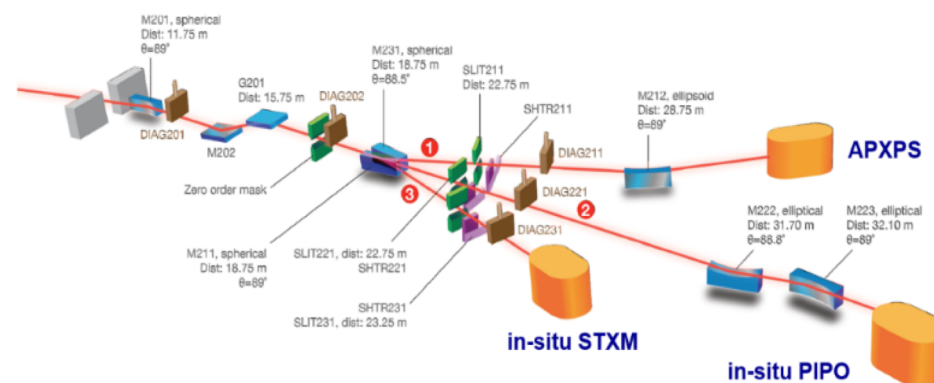 M201, spherical
Dist: 11.75 m
θ=89°
DIAG201
M202
G201
Dist: 15.75 m
DIAG202
Zero order mask
M231, spherical
Dist: 18.75 m
θ=88.5°
M211, spherical
Dist: 18.75 m
θ=89°
1
3
2
SLIT211
Dist: 22.75 m
SHTR211
DIAG211
DIAG221
DIAG231
SLIT221, dist: 22.75 m
SHTR221
SHTR231
SLIT231, dist: 23.25 m
M212, ellipsoid
Dist: 28.75 m
θ=89°
APXPS
M222, elliptical
Dist: 31.70 m
θ=88.8°
M223, elliptical
Dist: 32.10 m
θ=89°
in-situ STXM
in-situ PIPO